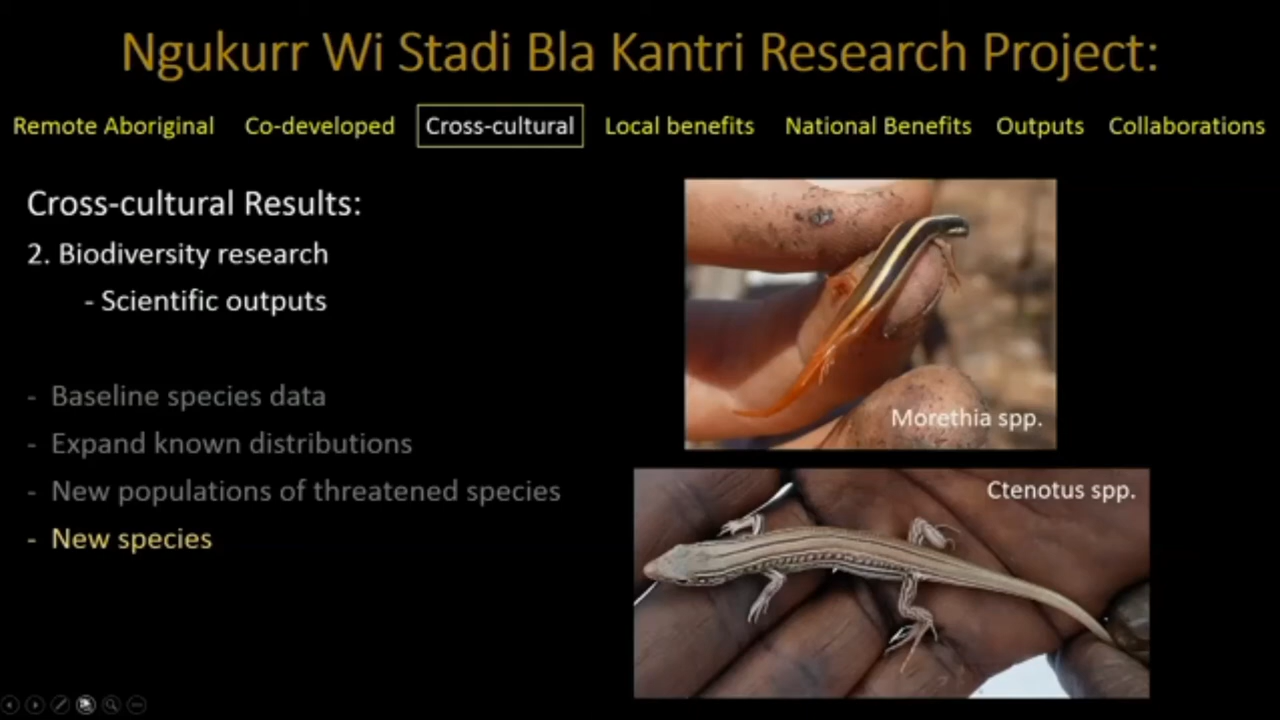 Ngukurr Wi Stadi Bla Kantri Research Project:
Remote Aboriginal Co-developed Cross-cultural Local benefits National Benefits Outputs Collaborations
Cross-cultural Results:
2. Biodiversity research
- Scientific outputs
- Baseline species data
- Expand known distributions
- New populations of threatened species
- New species
Morethia spp.
Ctenotus spp.